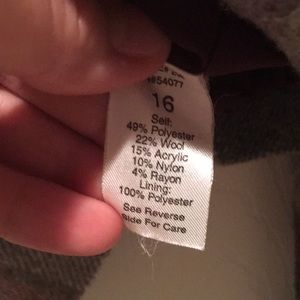 16
Self:
49% Polyester
22% Wool
15% Acrylic
10% Nylon
4% Rayon
Lining:
100% Polyester
See Reverse
Side For Care